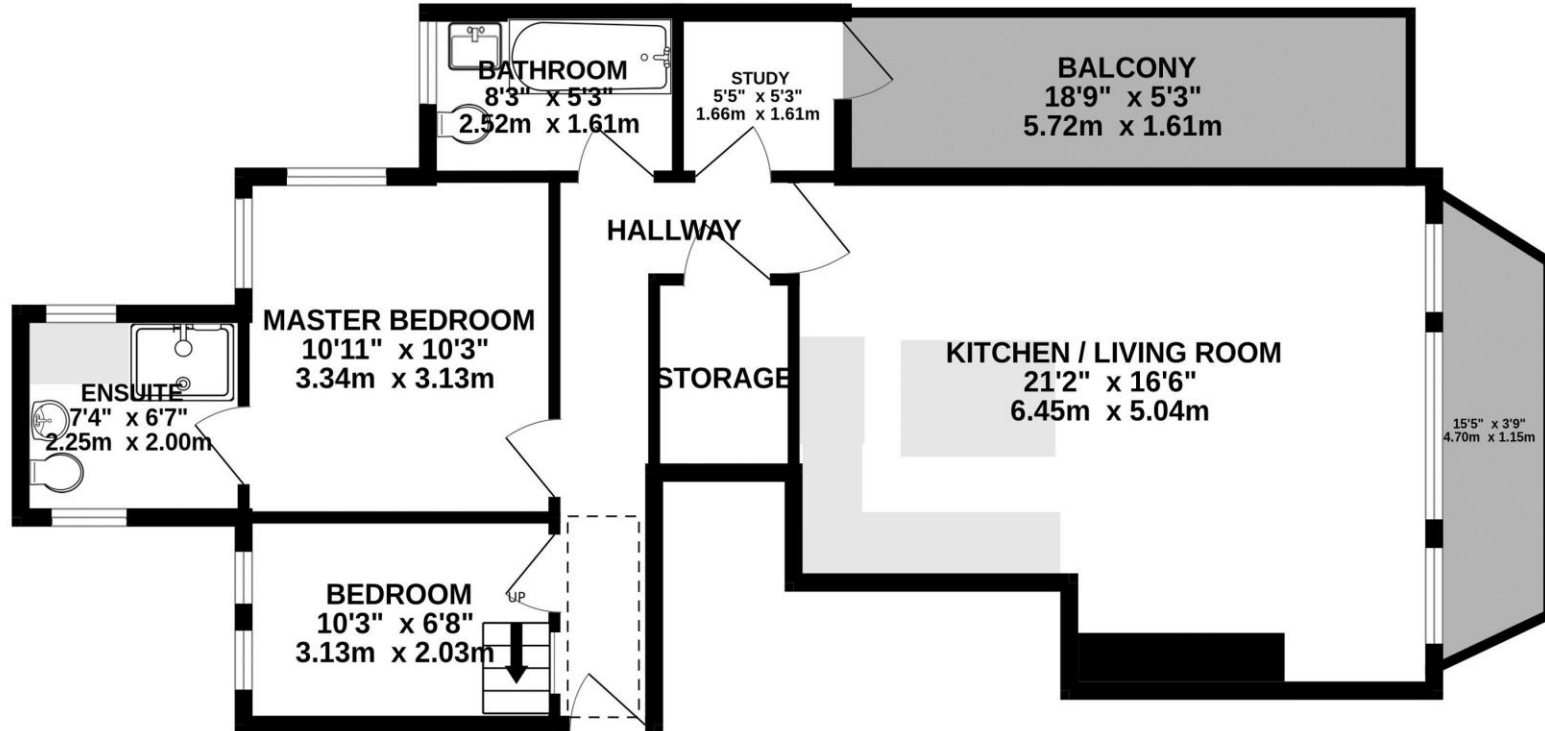 BATHROOM
8'3" x 5'3"
2.52m x 1.61m
STUDY
5'5" x 5'3"
1.66m x 1.61m
BALCONY
18'9" x 5'3"
5.72m x 1.61m
HALLWAY
MASTER BEDROOM
10'11" x 10'3"
3.34m x 3.13m
ENSUITE
7'4" x 6'7"
2.25m x 2.00m
STORAGE
KITCHEN / LIVING ROOM
21'2" x 16'6"
6.45m x 5.04m
15'5" x 3'9"
4.70m x 1.15m
BEDROOM
10'3" x 6'8"
3.13m x 2.03m
UP